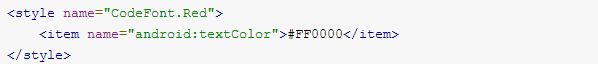 <style name="CodeFont.Red">
    <item name="android:textColor">#FF0000</item>
</style>